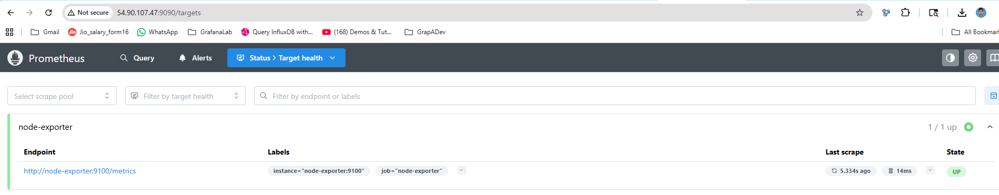 Not secure 54.90.107.47:9090/targets
Gmail Jio_salary_form16 WhatsApp GrafanaLab Query InfluxDB with... (168) Demos & Tut... GrapADev All Bookmar
Prometheus Query Alerts Status > Target health
Select scrape pool Filter by target health Filter by endpoint or labels
node-exporter 1 / 1 up
Endpoint Labels Last scrape State
http://node-exporter:9100/metrics instance="node-exporter:9100" job="node-exporter" 5.334s ago 14ms UP